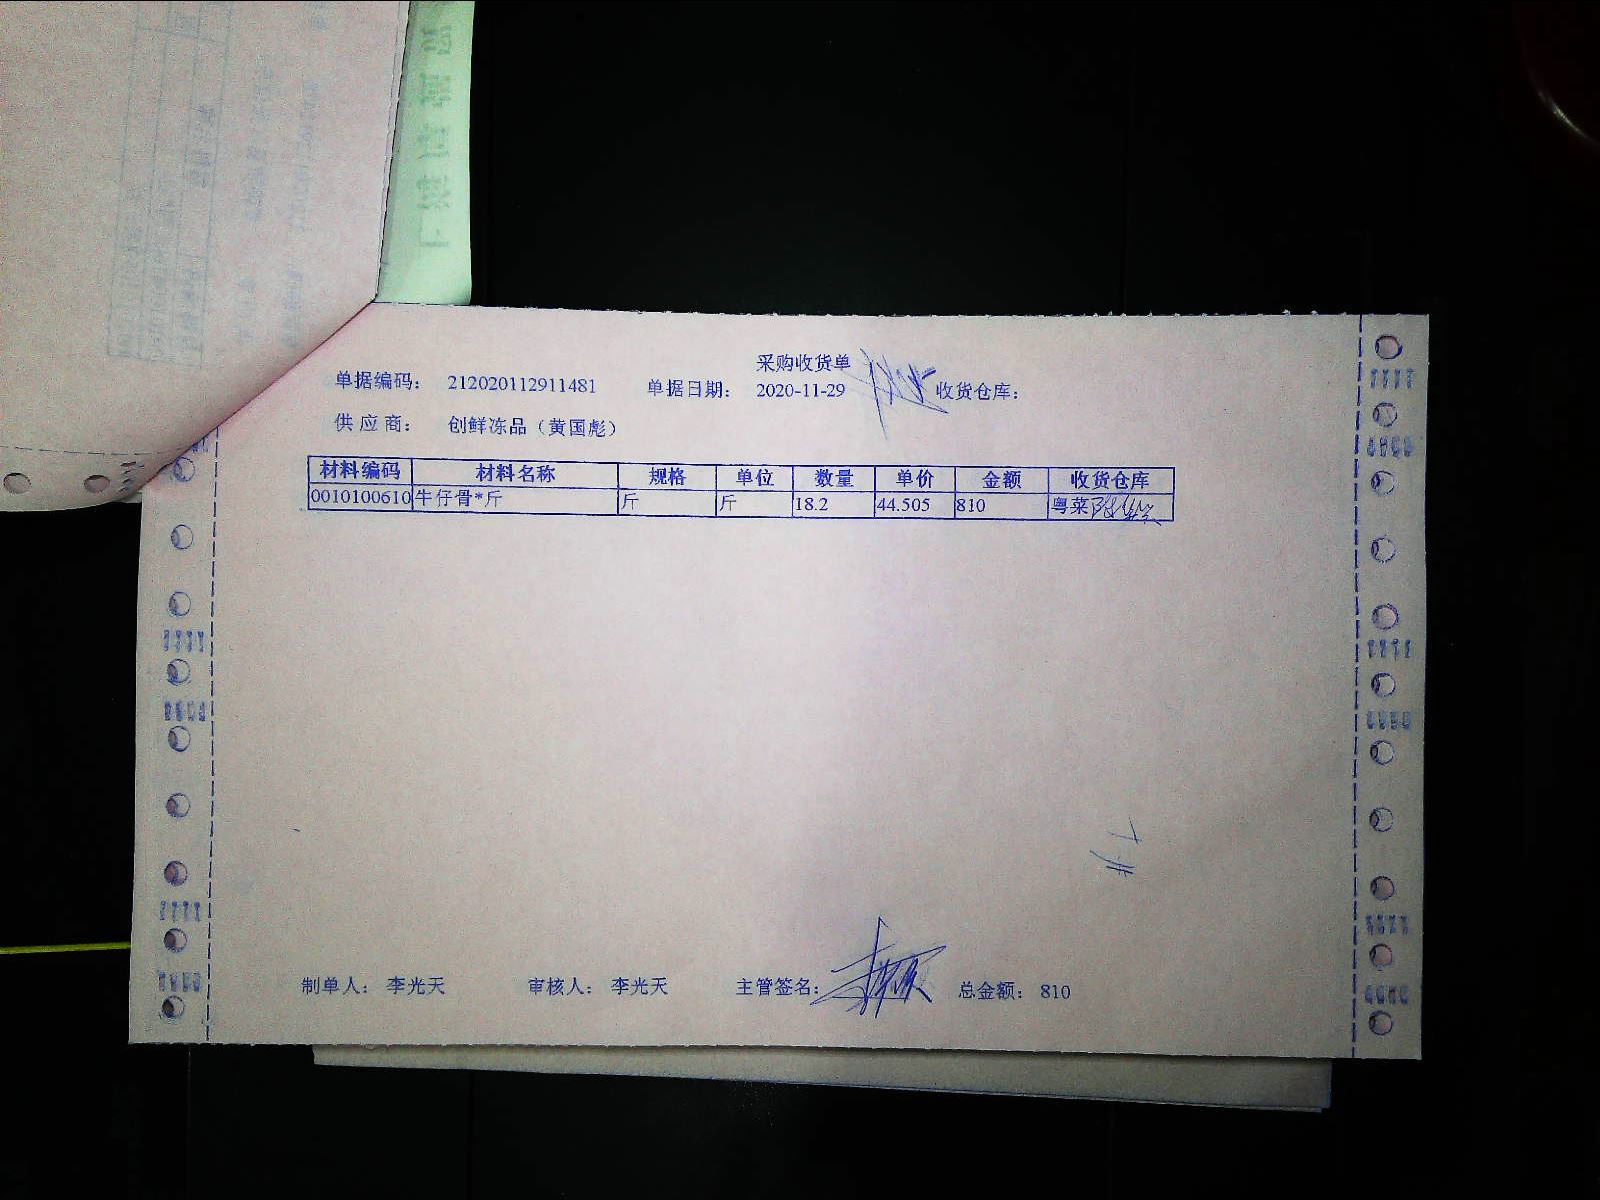 采购收货单
单据编码： 212020112911481 单据日期： 2020-11-29 收货仓库：
供应商： 创鲜冻品（黄国彪）
材料编码 材料名称 规格 单位 数量 单价 金额 收货仓库
0010100610 牛仔骨*斤 斤 斤 18.2 44.505 810 粤菜
制单人： 李光天 审核人： 李光天 主管签名： 总金额： 810